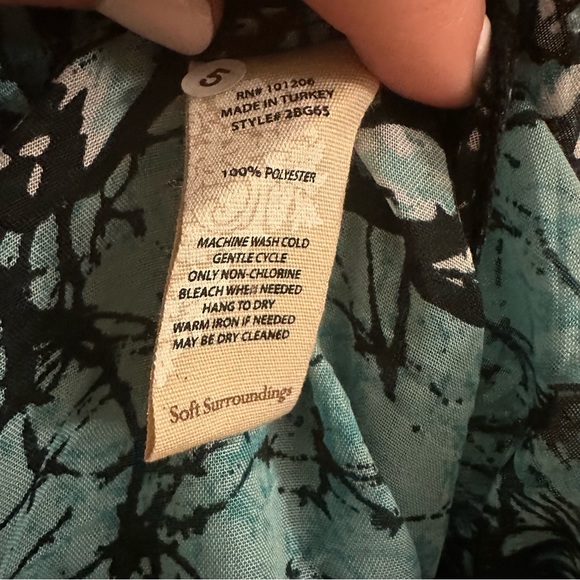 5
RN# 101206
MADE IN TURKEY
STYLE# 2BG65
100% POLYESTER
MACHINE WASH COLD
GENTLE CYCLE
ONLY NON-CHLORINE
BLEACH WHEN NEEDED
HANG TO DRY
WARM IRON IF NEEDED
MAY BE DRY CLEANED
Soft Surroundings